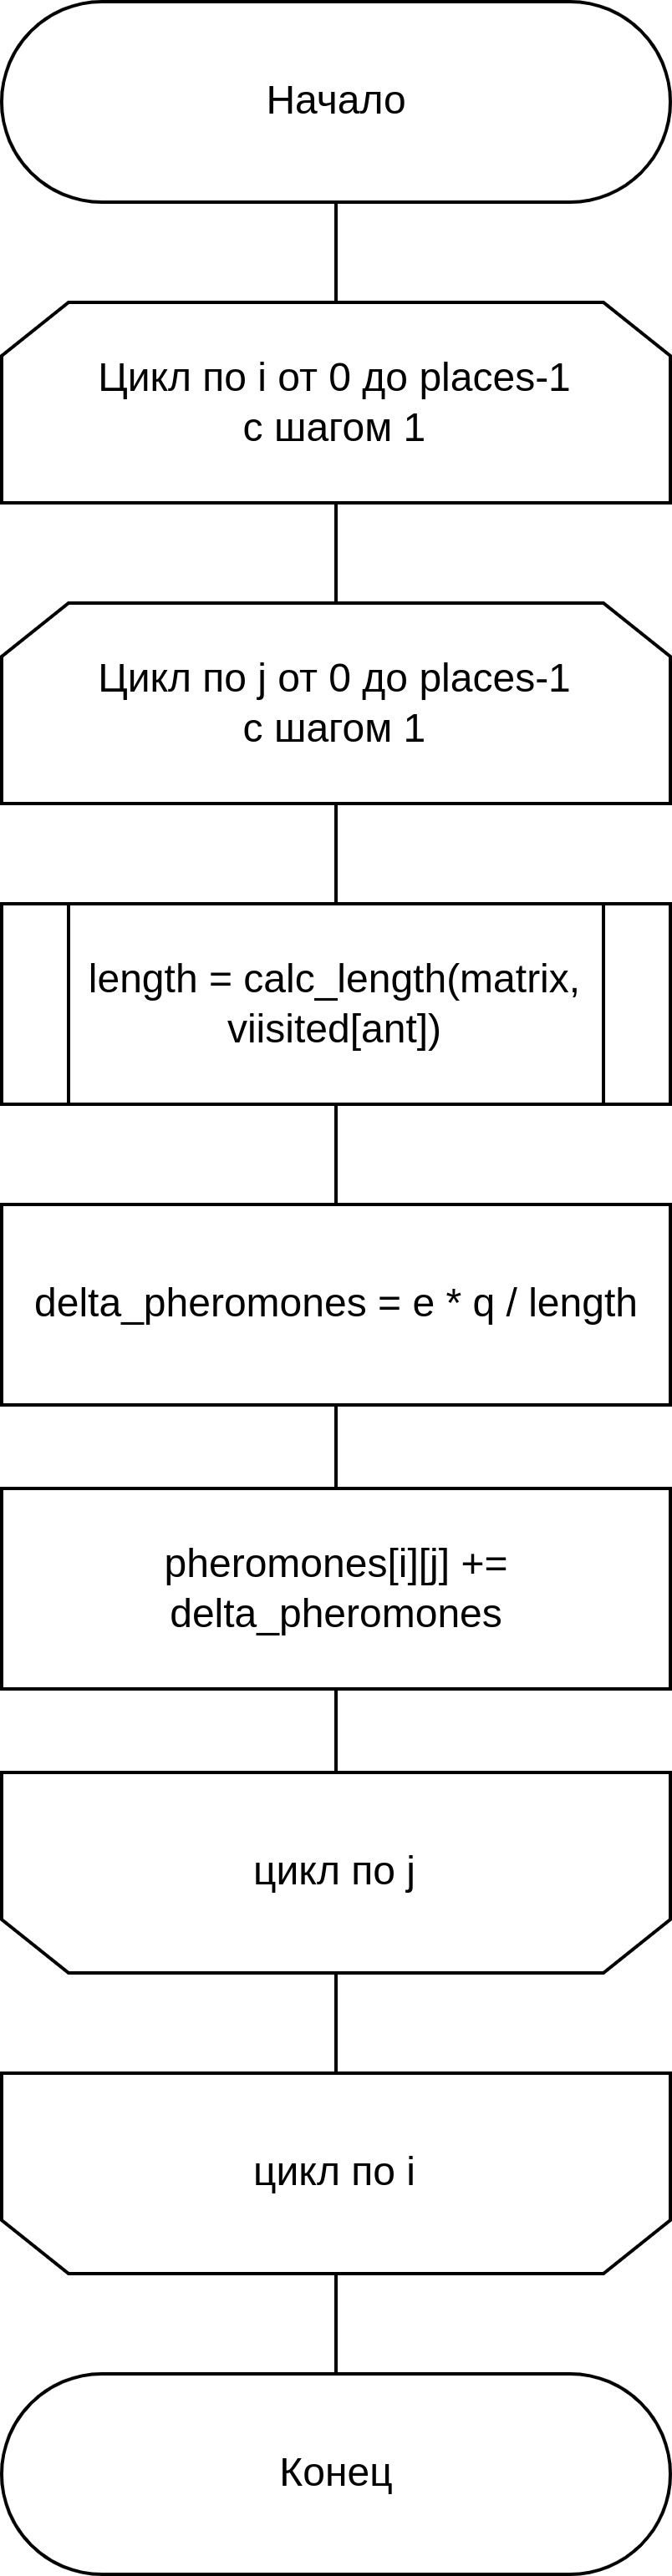 Начало
Цикл по i от 0 до places-1
с шагом 1
Цикл по j от 0 до places-1
с шагом 1
length = calc_length(matrix,
viisited[ant])
delta_pheromones = e * q / length
pheromones[i][j] +=
delta_pheromones
цикл по j
цикл по i
Конец